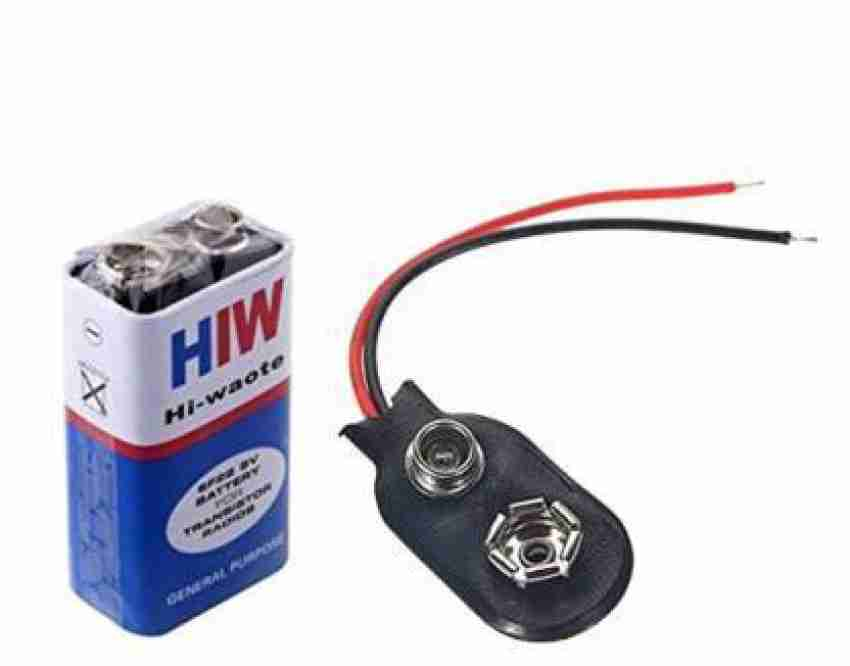 HIW
Hi-waote
6F22 9V
BATTERY
FOR
TRANSISTOR
RADIOS
GENERAL PURPOSE